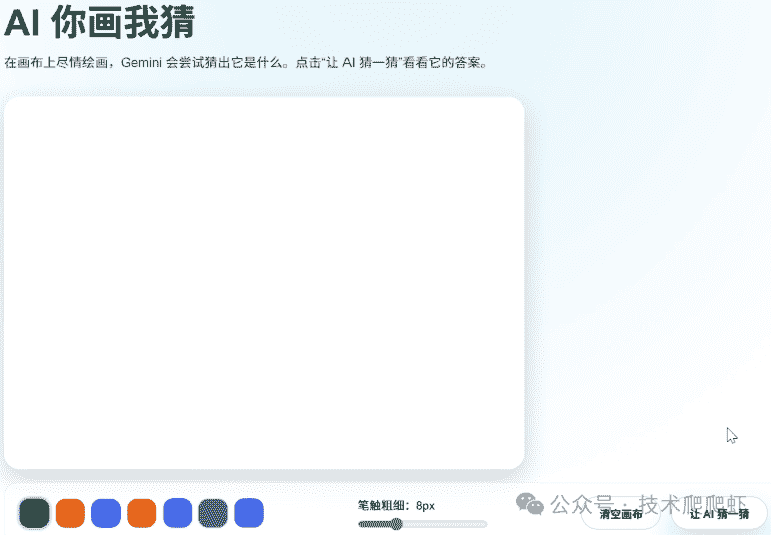 AI 你画我猜
在画布上尽情绘画，Gemini 会尝试猜出它是什么。点击“让 AI 猜一猜”看看它的答案。
笔触粗细：8px
公众号 · 技术爬爬虾
清空画布
让 AI 猜一猜